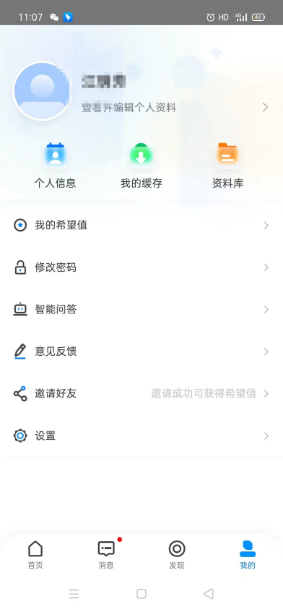 11:07
HD 4G 40
查看并编辑个人资料
个人信息
我的缓存
资料库
我的希望值
修改密码
智能问答
意见反馈
邀请好友 邀请成功可获得希望值
设置
首页 消息 发现 我的